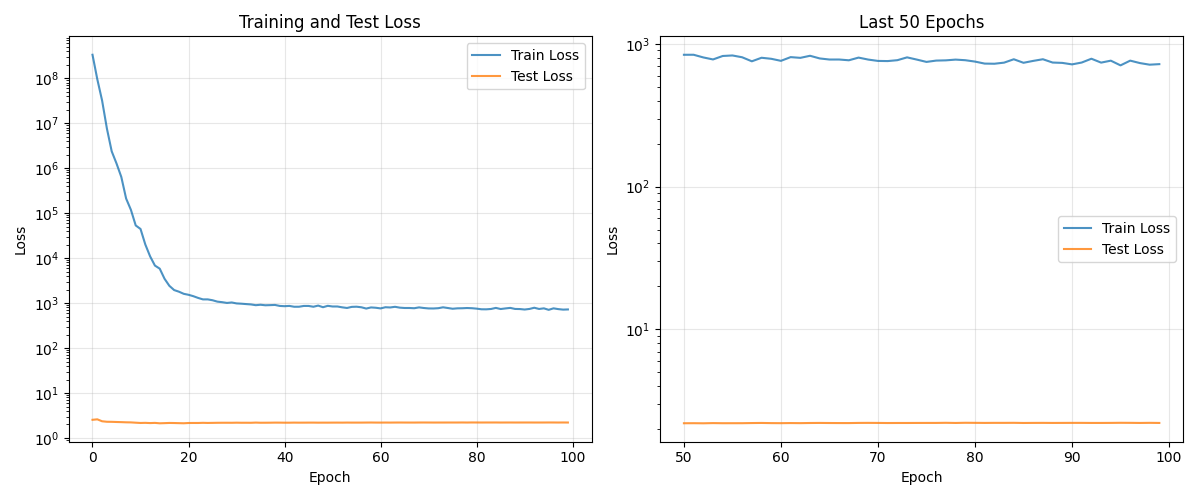 Training and Test Loss
Loss
10⁸
10⁷
10⁶
10⁵
10⁴
10³
10²
10¹
10⁰
Train Loss
Test Loss
0 20 40 60 80 100
Epoch
Last 50 Epochs
Loss
10³
10²
10¹
Train Loss
Test Loss
50 60 70 80 90 100
Epoch